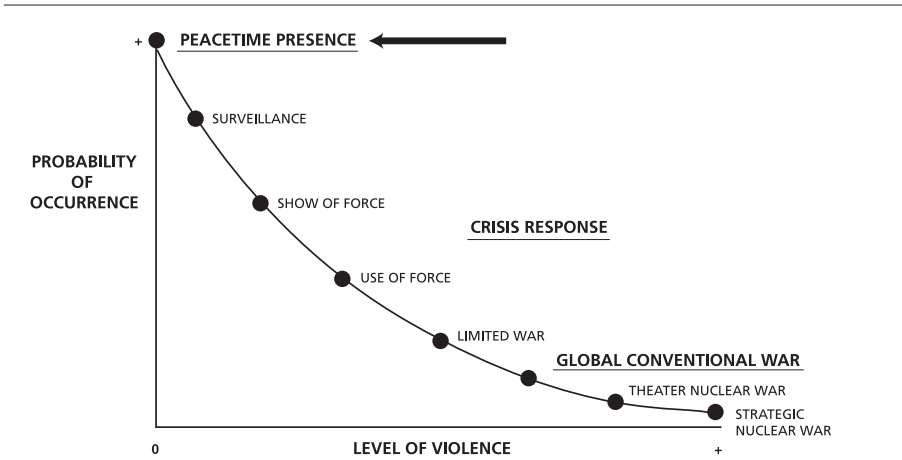 +
PEACETIME PRESENCE
SURVEILLANCE
PROBABILITY
OF
OCCURRENCE
SHOW OF FORCE
CRISIS RESPONSE
USE OF FORCE
LIMITED WAR
GLOBAL CONVENTIONAL WAR
THEATER NUCLEAR WAR
STRATEGIC
NUCLEAR WAR
0
LEVEL OF VIOLENCE
+